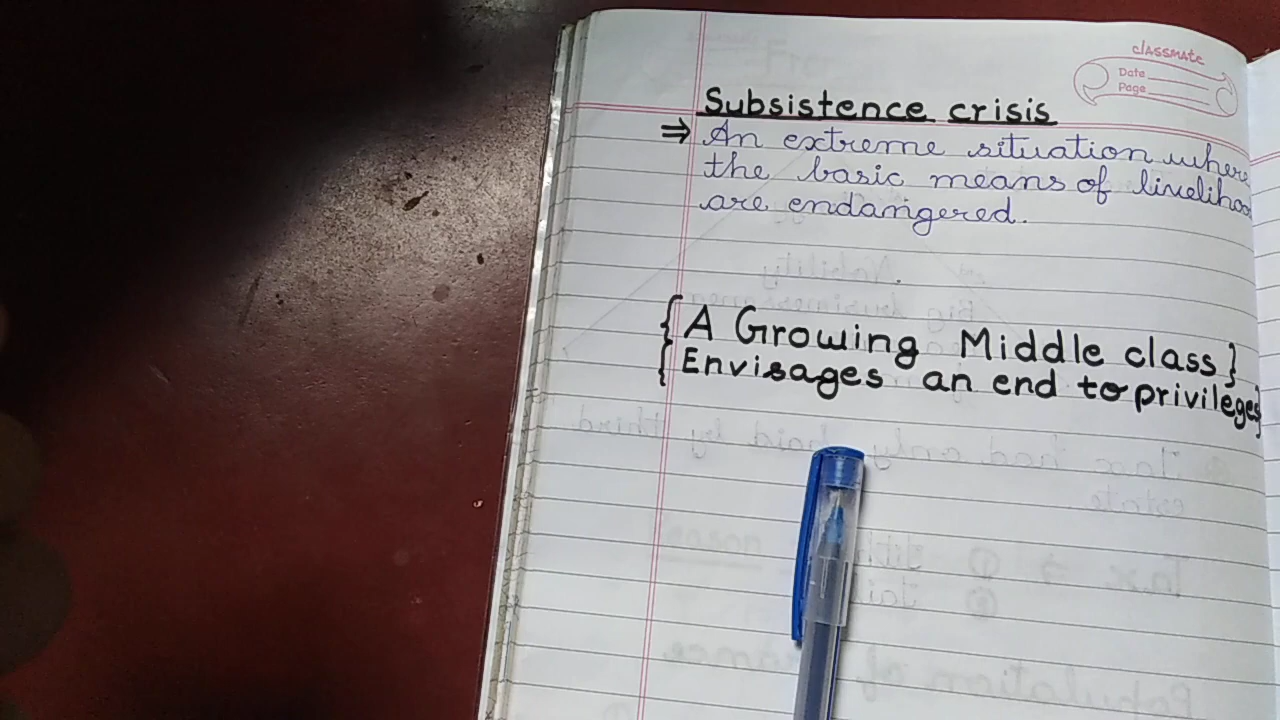 classmate
Date
Page
Subsistence crisis
⇒ An extreme situation where
the basic means of livelihoo
are endangered.
{A Growing Middle class}
{Envisages an end to privileges}